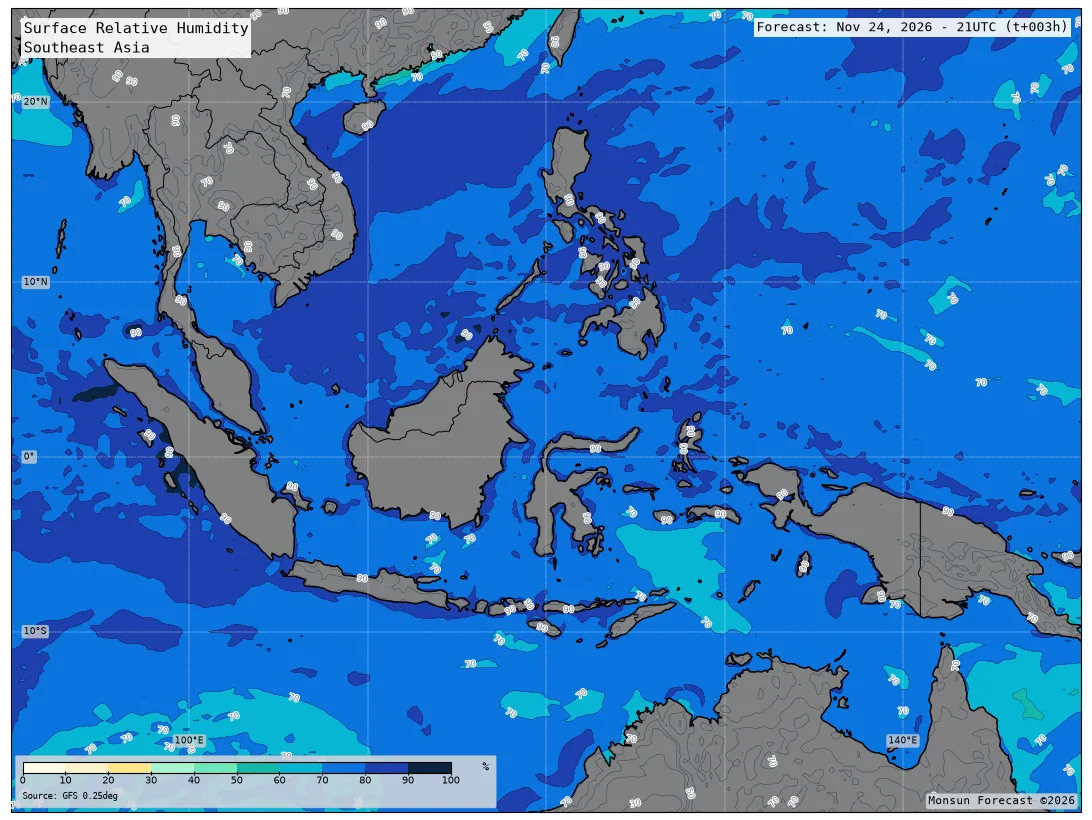 Surface Relative Humidity
Southeast Asia
Forecast: Nov 24, 2026 - 21UTC (t+003h)
20°N
10°N
0°
10°S
100°E
140°E
0 10 20 30 40 50 60 70 80 90 100
%
Source: GFS 0.25deg
Monsun Forecast ©2026